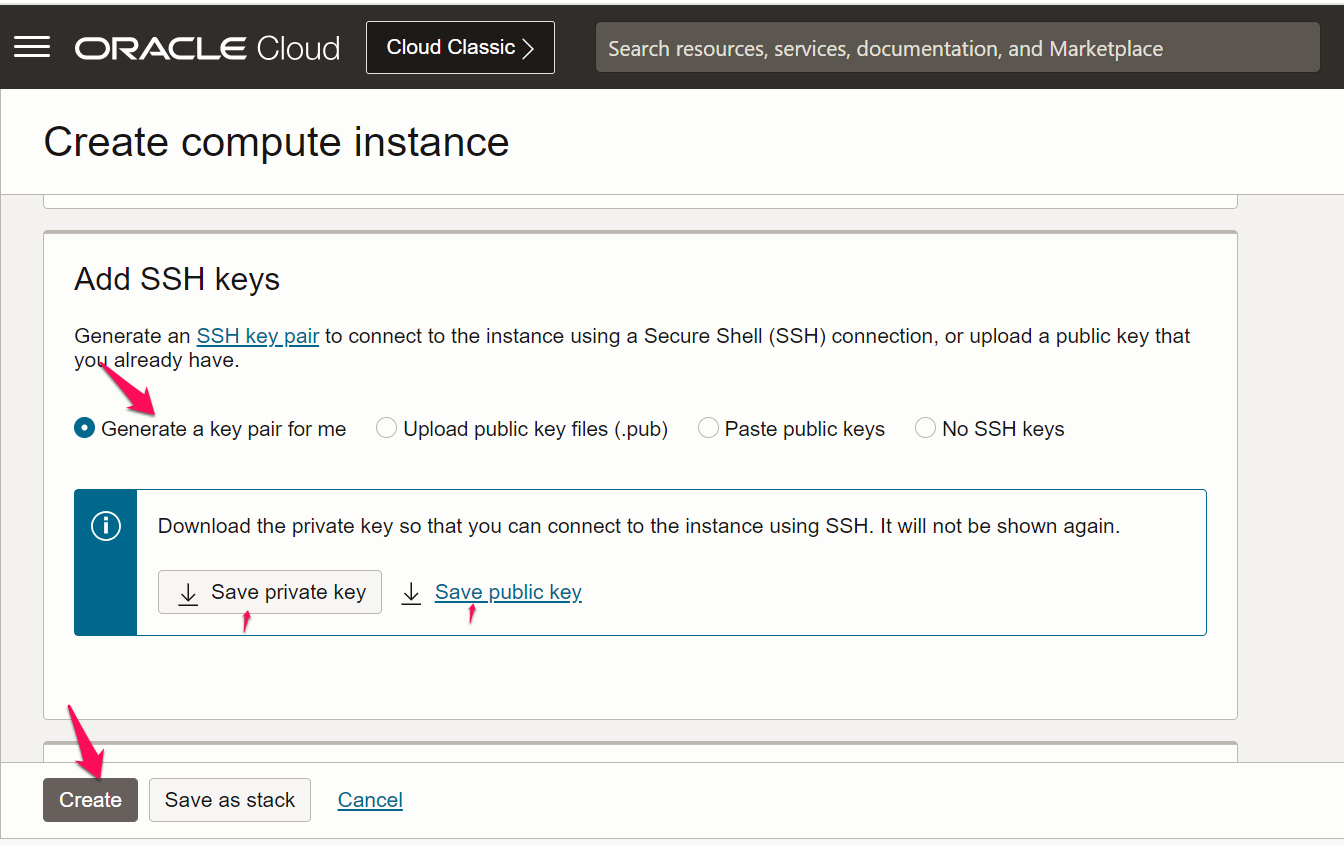 ORACLE Cloud
Cloud Classic
Search resources, services, documentation, and Marketplace
Create compute instance
Add SSH keys
Generate an SSH key pair to connect to the instance using a Secure Shell (SSH) connection, or upload a public key that
you already have.
Generate a key pair for me
Upload public key files (.pub)
Paste public keys
No SSH keys
Download the private key so that you can connect to the instance using SSH. It will not be shown again.
Save private key
Save public key
Create
Save as stack
Cancel